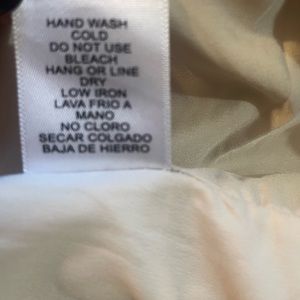 HAND WASH
COLD
DO NOT USE
BLEACH
HANG OR LINE
DRY
LOW IRON
LAVA FRIO A
MANO
NO CLORO
SECAR COLGADO
BAJA DE HIERRO